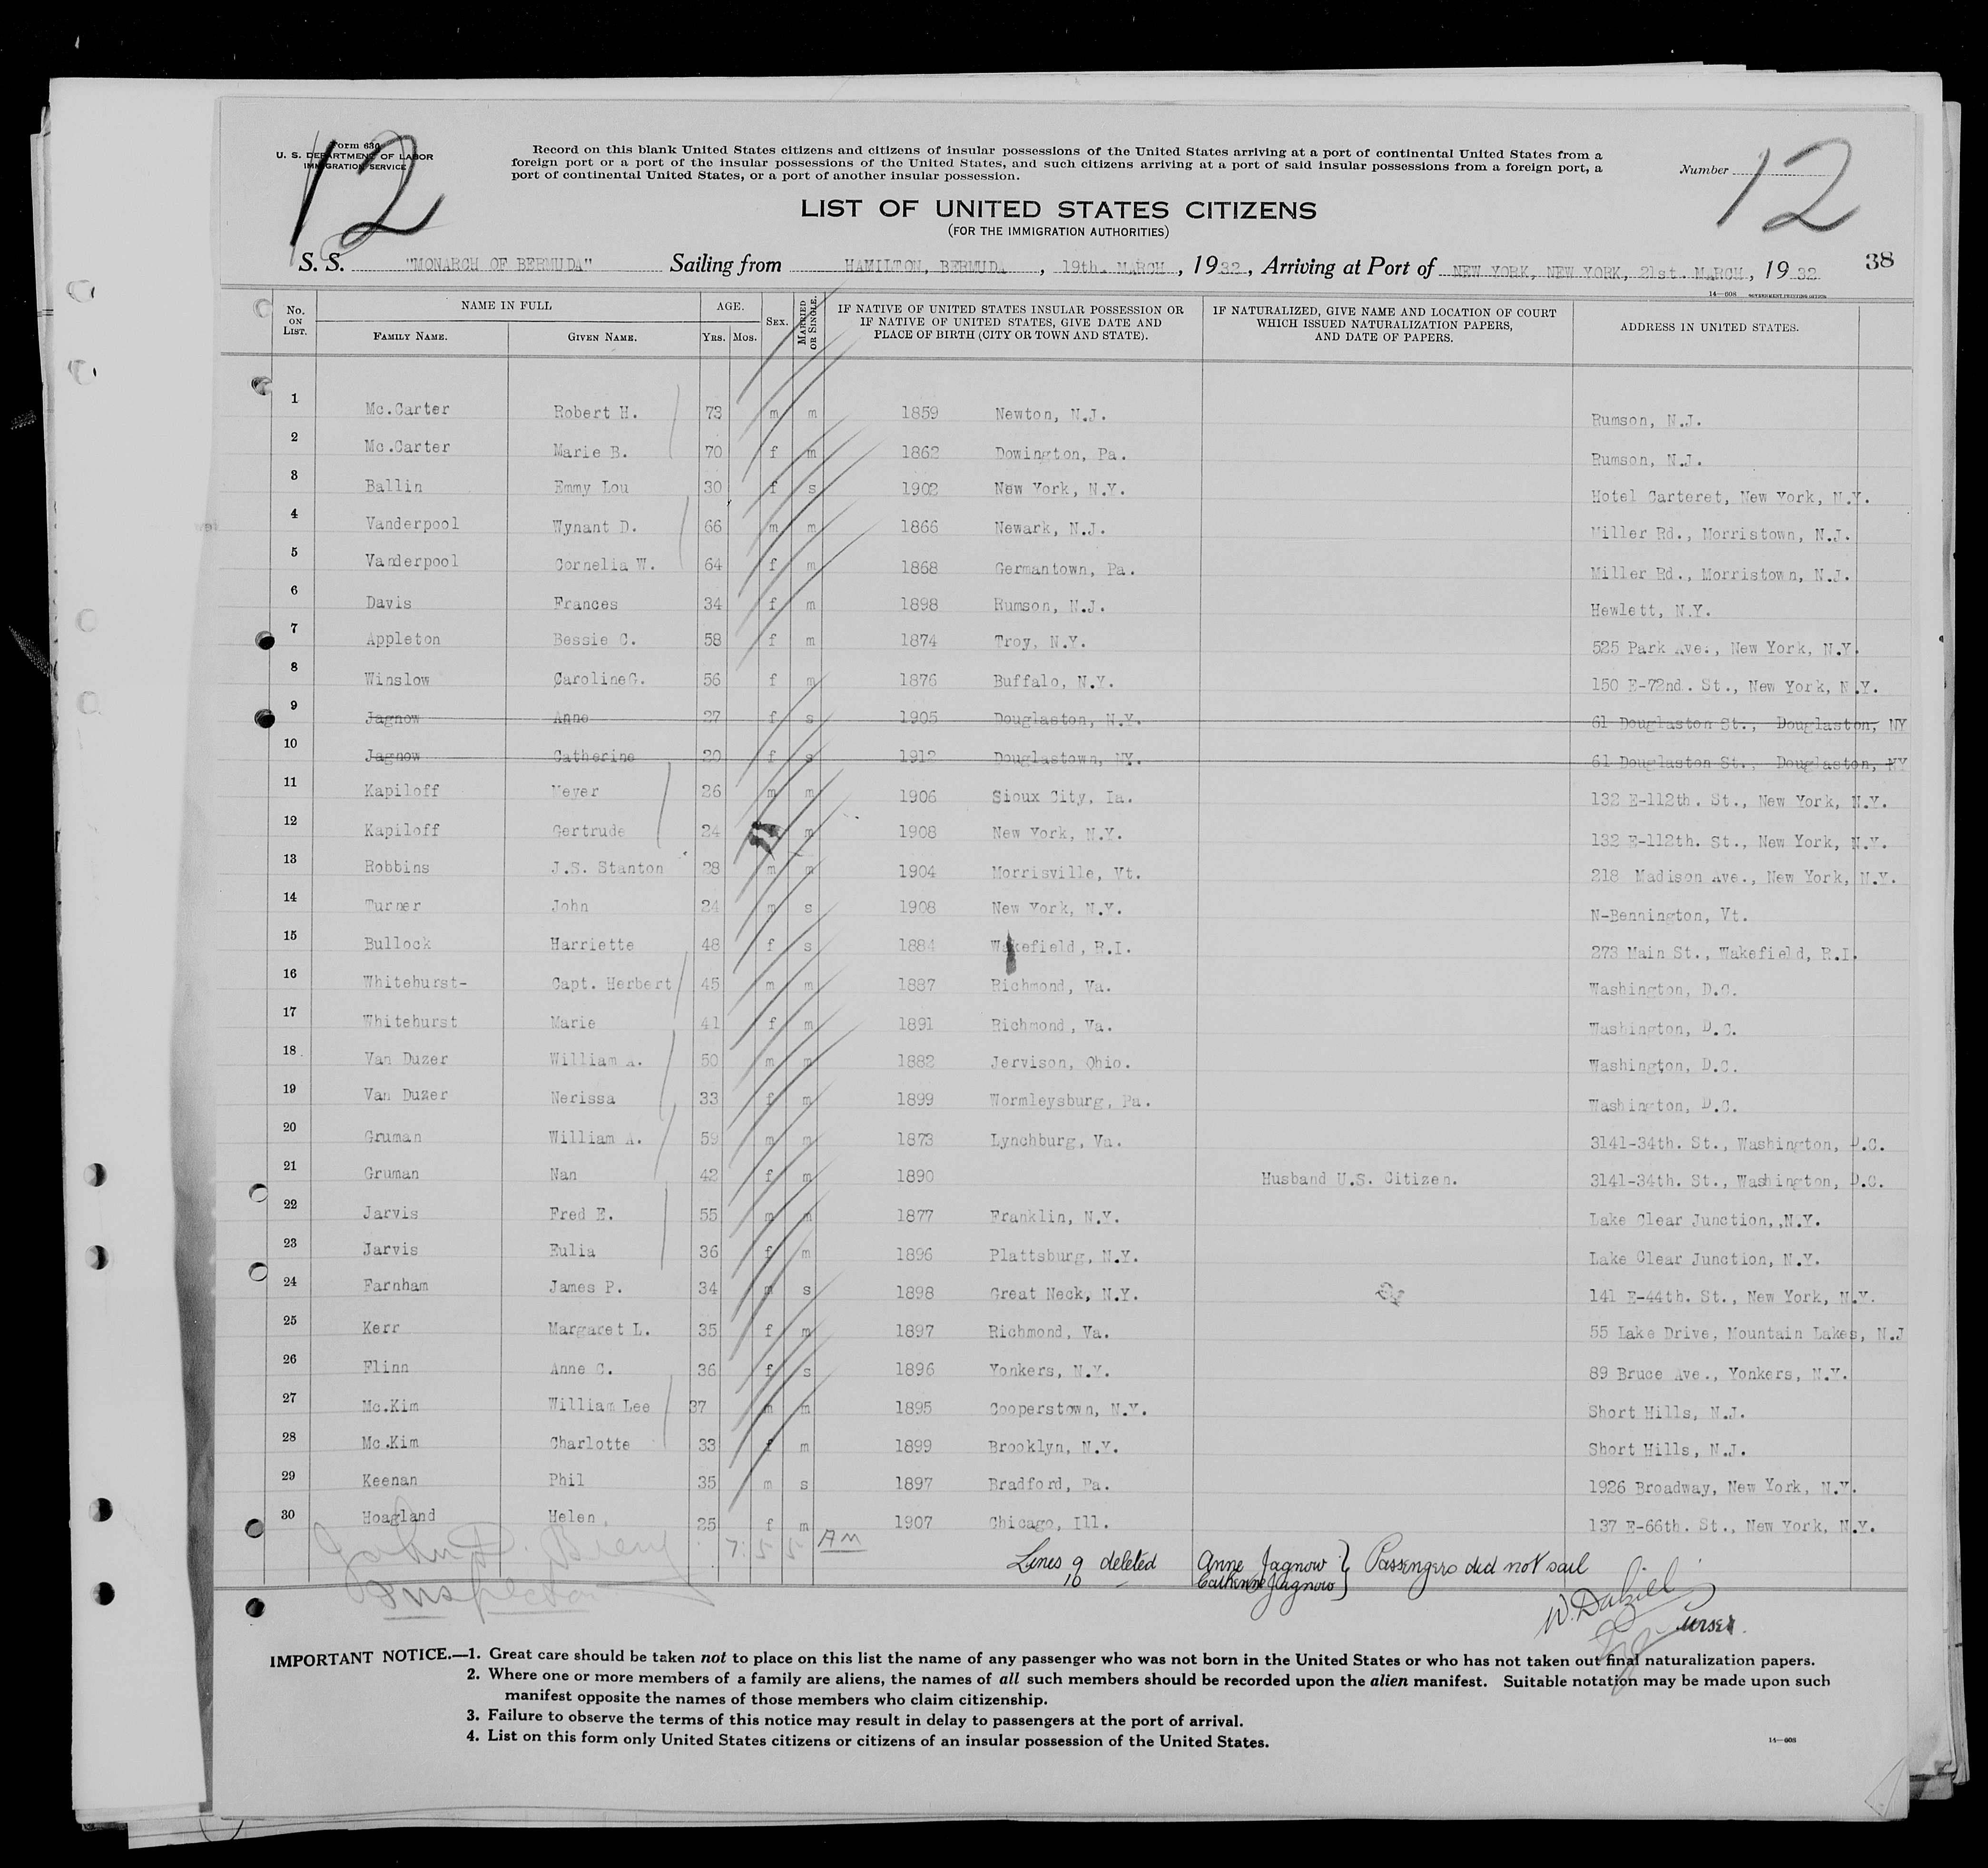 Form 630
U. S. DEPARTMENT OF LABOR
IMMIGRATION SERVICE
12
Record on this blank United States citizens and citizens of insular possessions of the United States arriving at a port of continental United States from a
foreign port or a port of the insular possessions of the United States, and such citizens arriving at a port of said insular possessions from a foreign port, a
port of continental United States, or a port of another insular possession.
Number 12
LIST OF UNITED STATES CITIZENS
(FOR THE IMMIGRATION AUTHORITIES)
S. S. "MONARCH OF BERMUDA" Sailing from HAMILTON, BERMUDA, 19th. MARCH, 1932, Arriving at Port of NEW YORK, NEW YORK, 21st. MARCH, 1932
38
14—608 GOVERNMENT PRINTING OFFICE
No. ON LIST. NAME IN FULL FAMILY NAME. GIVEN NAME. AGE. YRS. MOS. SEX. MARRIED OR SINGLE. IF NATIVE OF UNITED STATES INSULAR POSSESSION OR IF NATIVE OF UNITED STATES, GIVE DATE AND PLACE OF BIRTH (CITY OR TOWN AND STATE). IF NATURALIZED, GIVE NAME AND LOCATION OF COURT WHICH ISSUED NATURALIZATION PAPERS, AND DATE OF PAPERS. ADDRESS IN UNITED STATES.
1 Mc.Carter Robert H. 73 m m 1859 Newton, N.J. Rumson, N.J.
2 Mc.Carter Marie B. 70 f m 1862 Dowington, Pa. Rumson, N.J.
3 Ballin Emmy Lou 30 f s 1902 New York, N.Y. Hotel Carteret, New York, N.Y.
4 Vanderpool Wynant D. 66 m m 1866 Newark, N.J. Miller Rd., Morristown, N.J.
5 Vanderpool Cornelia W. 64 f m 1868 Germantown, Pa. Miller Rd., Morristown, N.J.
6 Davis Frances 34 f m 1898 Rumson, N.J. Hewlett, N.Y.
7 Appleton Bessie C. 58 f m 1874 Troy, N.Y. 525 Park Ave., New York, N.Y.
8 Winslow CarolineG. 56 f m 1876 Buffalo, N.Y. 150 E-72nd. St., New York, N.Y.
9 Jagnow Anne 27 f s 1905 Douglaston, N.Y. 61 Douglaston St., Douglaston, NY
10 Jagnow Catherine 20 f s 1912 Douglastown, NY. 61 Douglaston St., Douglaston, NY
11 Kapiloff Meyer 26 m m 1906 Sioux City, Ia. 132 E-112th. St., New York, N.Y.
12 Kapiloff Gertrude 24 m 1908 New York, N.Y. 132 E-112th. St., New York, N.Y.
13 Robbins J.S. Stanton 28 m m 1904 Morrisville, Vt. 218 Madison Ave., New York, N.Y.
14 Turner John 24 m s 1908 New York, N.Y. N-Bennington, Vt.
15 Bullock Harriette 48 f s 1884 Wakefield, R.I. 273 Main St., Wakefield, R.I.
16 Whitehurst- Capt. Herbert 45 m m 1887 Richmond, Va. Washington, D.C.
17 Whitehurst Marie 41 f m 1891 Richmond, Va. Washington, D.C.
18 Van Duzer William A. 50 m m 1882 Jervison, Ohio. Washington, D.C.
19 Van Duzer Nerissa 33 f m 1899 Wormleysburg, Pa. Washington, D.C.
20 Gruman William A. 59 m m 1873 Lynchburg, Va. 3141-34th. St., Washington, D.C.
21 Gruman Nan 42 f m 1890 Husband U.S. Citizen. 3141-34th. St., Washington, D.C.
22 Jarvis Fred E. 55 m m 1877 Franklin, N.Y. Lake Clear Junction,,N.Y.
23 Jarvis Eulia 36 f m 1896 Plattsburg, N.Y. Lake Clear Junction, N.Y.
24 Farnham James P. 34 m s 1898 Great Neck, N.Y. 141 E-44th. St., New York, N.Y.
25 Kerr Margaret L. 35 f m 1897 Richmond, Va. 55 Lake Drive, Mountain Lakes, N.J
26 Flinn Anne C. 36 f s 1896 Yonkers, N.Y. 89 Bruce Ave., Yonkers, N.Y.
27 Mc.Kim William Lee 37 m m 1895 Cooperstown, N.Y. Short Hills, N.J.
28 Mc.Kim Charlotte 33 f m 1899 Brooklyn, N.Y. Short Hills, N.J.
29 Keenan Phil 35 m s 1897 Bradford, Pa. 1926 Broadway, New York, N.Y.
30 Hoagland Helen 25 f m 1907 Chicago, Ill. 137 E-66th. St., New York, N.Y.
John D. 7:55 AM
Inspector
Lines 9 deleted Anne Jagnow } Passengers did not sail
10 Catherine Jagnow
W. Dalziel
Purser.
IMPORTANT NOTICE.—1. Great care should be taken not to place on this list the name of any passenger who was not born in the United States or who has not taken out final naturalization papers.
2. Where one or more members of a family are aliens, the names of all such members should be recorded upon the alien manifest. Suitable notation may be made upon such
manifest opposite the names of those members who claim citizenship.
3. Failure to observe the terms of this notice may result in delay to passengers at the port of arrival.
4. List on this form only United States citizens or citizens of an insular possession of the United States.
14—608